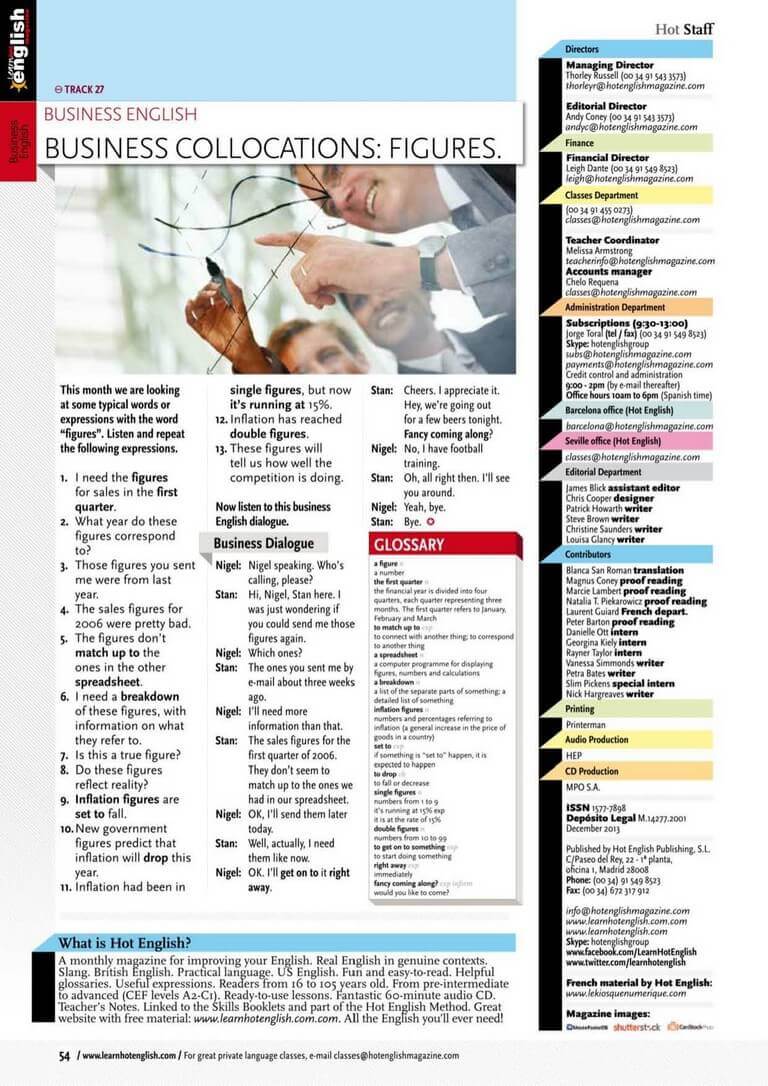 Learn hot
english
magazine
Business
English
TRACK 27
BUSINESS ENGLISH
BUSINESS COLLOCATIONS: FIGURES.
This month we are looking
at some typical words or
expressions with the word
“figures”. Listen and repeat
the following expressions.
1. I need the figures
for sales in the first
quarter.
2. What year do these
figures correspond
to?
3. Those figures you sent
me were from last
year.
4. The sales figures for
2006 were pretty bad.
5. The figures don’t
match up to the
ones in the other
spreadsheet.
6. I need a breakdown
of these figures, with
information on what
they refer to.
7. Is this a true figure?
8. Do these figures
reflect reality?
9. Inflation figures are
set to fall.
10. New government
figures predict that
inflation will drop this
year.
11. Inflation had been in
single figures, but now
it’s running at 15%.
12. Inflation has reached
double figures.
13. These figures will
tell us how well the
competition is doing.
Now listen to this business
English dialogue.
Business Dialogue
Nigel: Nigel speaking. Who’s
calling, please?
Stan: Hi, Nigel, Stan here. I
was just wondering if
you could send me those
figures again.
Nigel: Which ones?
Stan: The ones you sent me by
e-mail about three weeks
ago.
Nigel: I’ll need more
information than that.
Stan: The sales figures for the
first quarter of 2006.
They don’t seem to
match up to the ones we
had in our spreadsheet.
Nigel: OK, I’ll send them later
today.
Stan: Well, actually, I need
them like now.
Nigel: OK. I’ll get on to it right
away.
Stan: Cheers. I appreciate it.
Hey, we’re going out
for a few beers tonight.
Fancy coming along?
Nigel: No, I have football
training.
Stan: Oh, all right then. I’ll see
you around.
Nigel: Yeah, bye.
Stan: Bye.
GLOSSARY
a figure n
a number
the first quarter n
the financial year is divided into four
quarters, each quarter representing three
months. The first quarter refers to January,
February and March
to match up to exp
to connect with another thing; to correspond
to another thing
a spreadsheet n
a computer programme for displaying
figures, numbers and calculations
a breakdown n
a list of the separate parts of something; a
detailed list of something
inflation figures n
numbers and percentages referring to
inflation (a general increase in the price of
goods in a country)
set to exp
if something is “set to” happen, it is
expected to happen
to drop vb
to fall or decrease
single figures n
numbers from 1 to 9
it’s running at 15% exp
it is at the rate of 15%
double figures n
numbers from 10 to 99
to get on to something exp
to start doing something
right away exp
immediately
fancy coming along? exp inform
would you like to come?
What is Hot English?
A monthly magazine for improving your English. Real English in genuine contexts.
Slang. British English. Practical language. US English. Fun and easy-to-read. Helpful
glossaries. Useful expressions. Readers from 16 to 105 years old. From pre-intermediate
to advanced (CEF levels A2-C1). Ready-to-use lessons. Fantastic 60-minute audio CD.
Teacher’s Notes. Linked to the Skills Booklets and part of the Hot English Method. Great
website with free material: www.learnhotenglish.com.com. All the English you’ll ever need!
54 / www.learnhotenglish.com / For great private language classes, e-mail classes@hotenglishmagazine.com
Hot Staff
Directors
Managing Director
Thorley Russell (00 34 91 543 3573)
thorleyr@hotenglishmagazine.com
Editorial Director
Andy Coney (00 34 91 543 3573)
andyc@hotenglishmagazine.com
Finance
Financial Director
Leigh Dante (00 34 91 549 8523)
leigh@hotenglishmagazine.com
Classes Department
(00 34 91 455 0273)
classes@hotenglishmagazine.com
Teacher Coordinator
Melissa Armstrong
teacherinfo@hotenglishmagazine.com
Accounts manager
Chelo Requena
classes@hotenglishmagazine.com
Administration Department
Subscriptions (9:30-13:00)
Jorge Toral (tel / fax) (00 34 91 549 8523)
Skype: hotenglishgroup
subs@hotenglishmagazine.com
payments@hotenglishmagazine.com
Credit control and administration
9:00 - 2pm (by e-mail thereafter)
Office hours 10am to 6pm (Spanish time)
Barcelona office (Hot English)
barcelona@hotenglishmagazine.com
Seville office (Hot English)
classes@hotenglishmagazine.com
Editorial Department
James Blick assistant editor
Chris Cooper designer
Patrick Howarth writer
Steve Brown writer
Christine Saunders writer
Louisa Glancy writer
Contributors
Blanca San Roman translation
Magnus Coney proof reading
Marcie Lambert proof reading
Natalia T. Piekarowicz proof reading
Laurent Guiard French depart.
Peter Barton proof reading
Danielle Ott intern
Georgina Kiely intern
Rayner Taylor intern
Vanessa Simmonds writer
Petra Bates writer
Slim Pickens special intern
Nick Hargreaves writer
Printing
Printerman
Audio Production
HEP
CD Production
MPO S.A.
ISSN 1577-7898
Depósito Legal M.14277.2001
December 2013
Published by Hot English Publishing, S.L.
C/Paseo del Rey, 22 - 1ª planta,
oficina 1, Madrid 28008
Phone: (00 34) 91 549 8523
Fax: (00 34) 672 317 912
info@hotenglishmagazine.com
www.learnhotenglish.com.com
www.learnhotenglish.com
Skype: hotenglishgroup
www.facebook.com/LearnHotEnglish
www.twitter.com/learnhotenglish
French material by Hot English:
www.lekiosquenumerique.com
Magazine images:
shutterstock